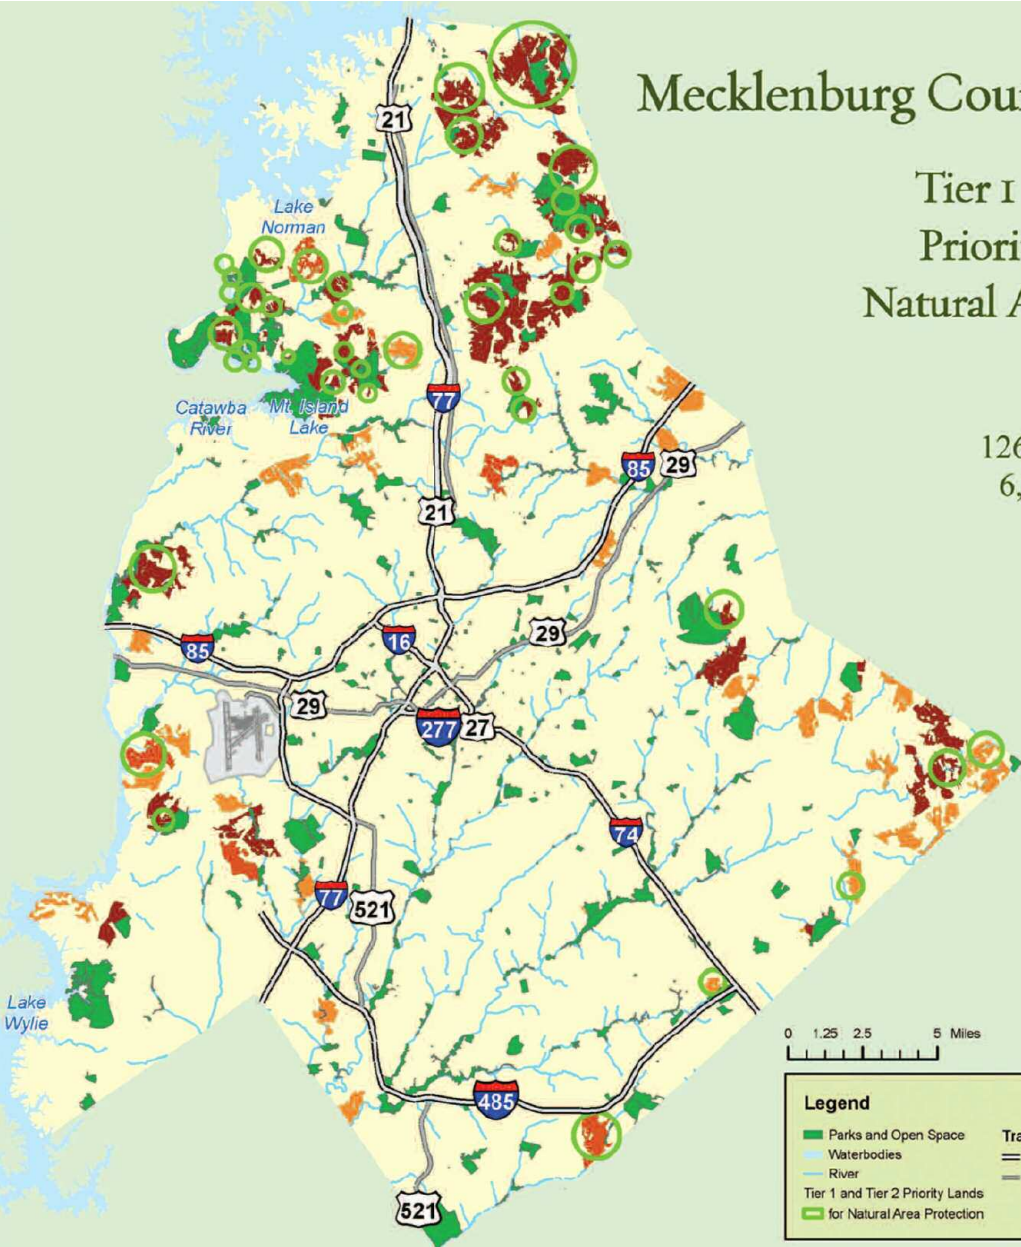 Mecklenburg Cou
Tier 1
Priori
Natural A
126
6,
21
Lake
Norman
Catawba
River
Mt. Island
Lake
77
85
29
21
85
16
29
29
277
27
74
77
521
Lake
Wylie
485
521
0 1.25 2.5 5 Miles
Legend
Parks and Open Space
Waterbodies
River
Tier 1 and Tier 2 Priority Lands
for Natural Area Protection
Tra